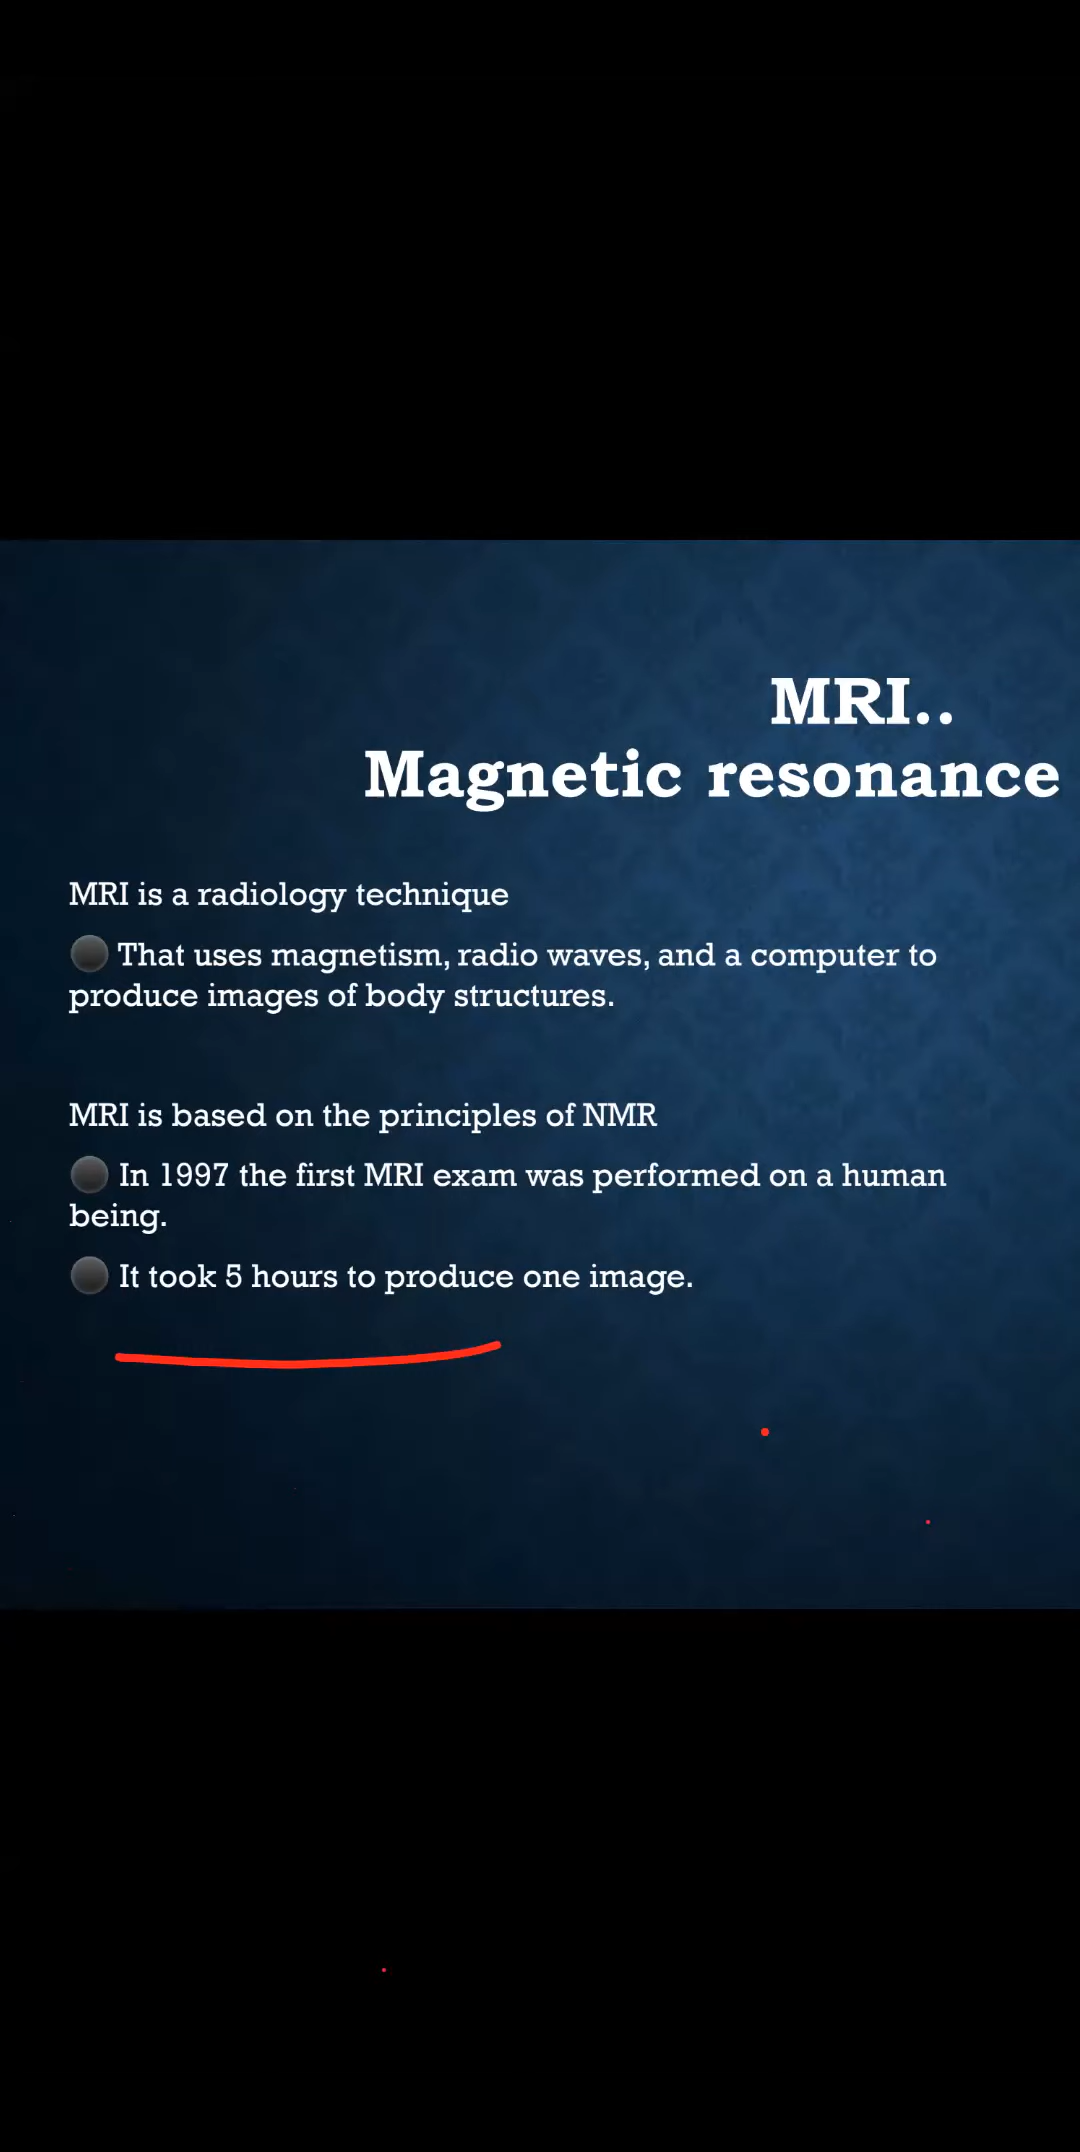 MRI..
Magnetic resonance
MRI is a radiology technique
That uses magnetism, radio waves, and a computer to
produce images of body structures.
MRI is based on the principles of NMR
In 1997 the first MRI exam was performed on a human
being.
It took 5 hours to produce one image.